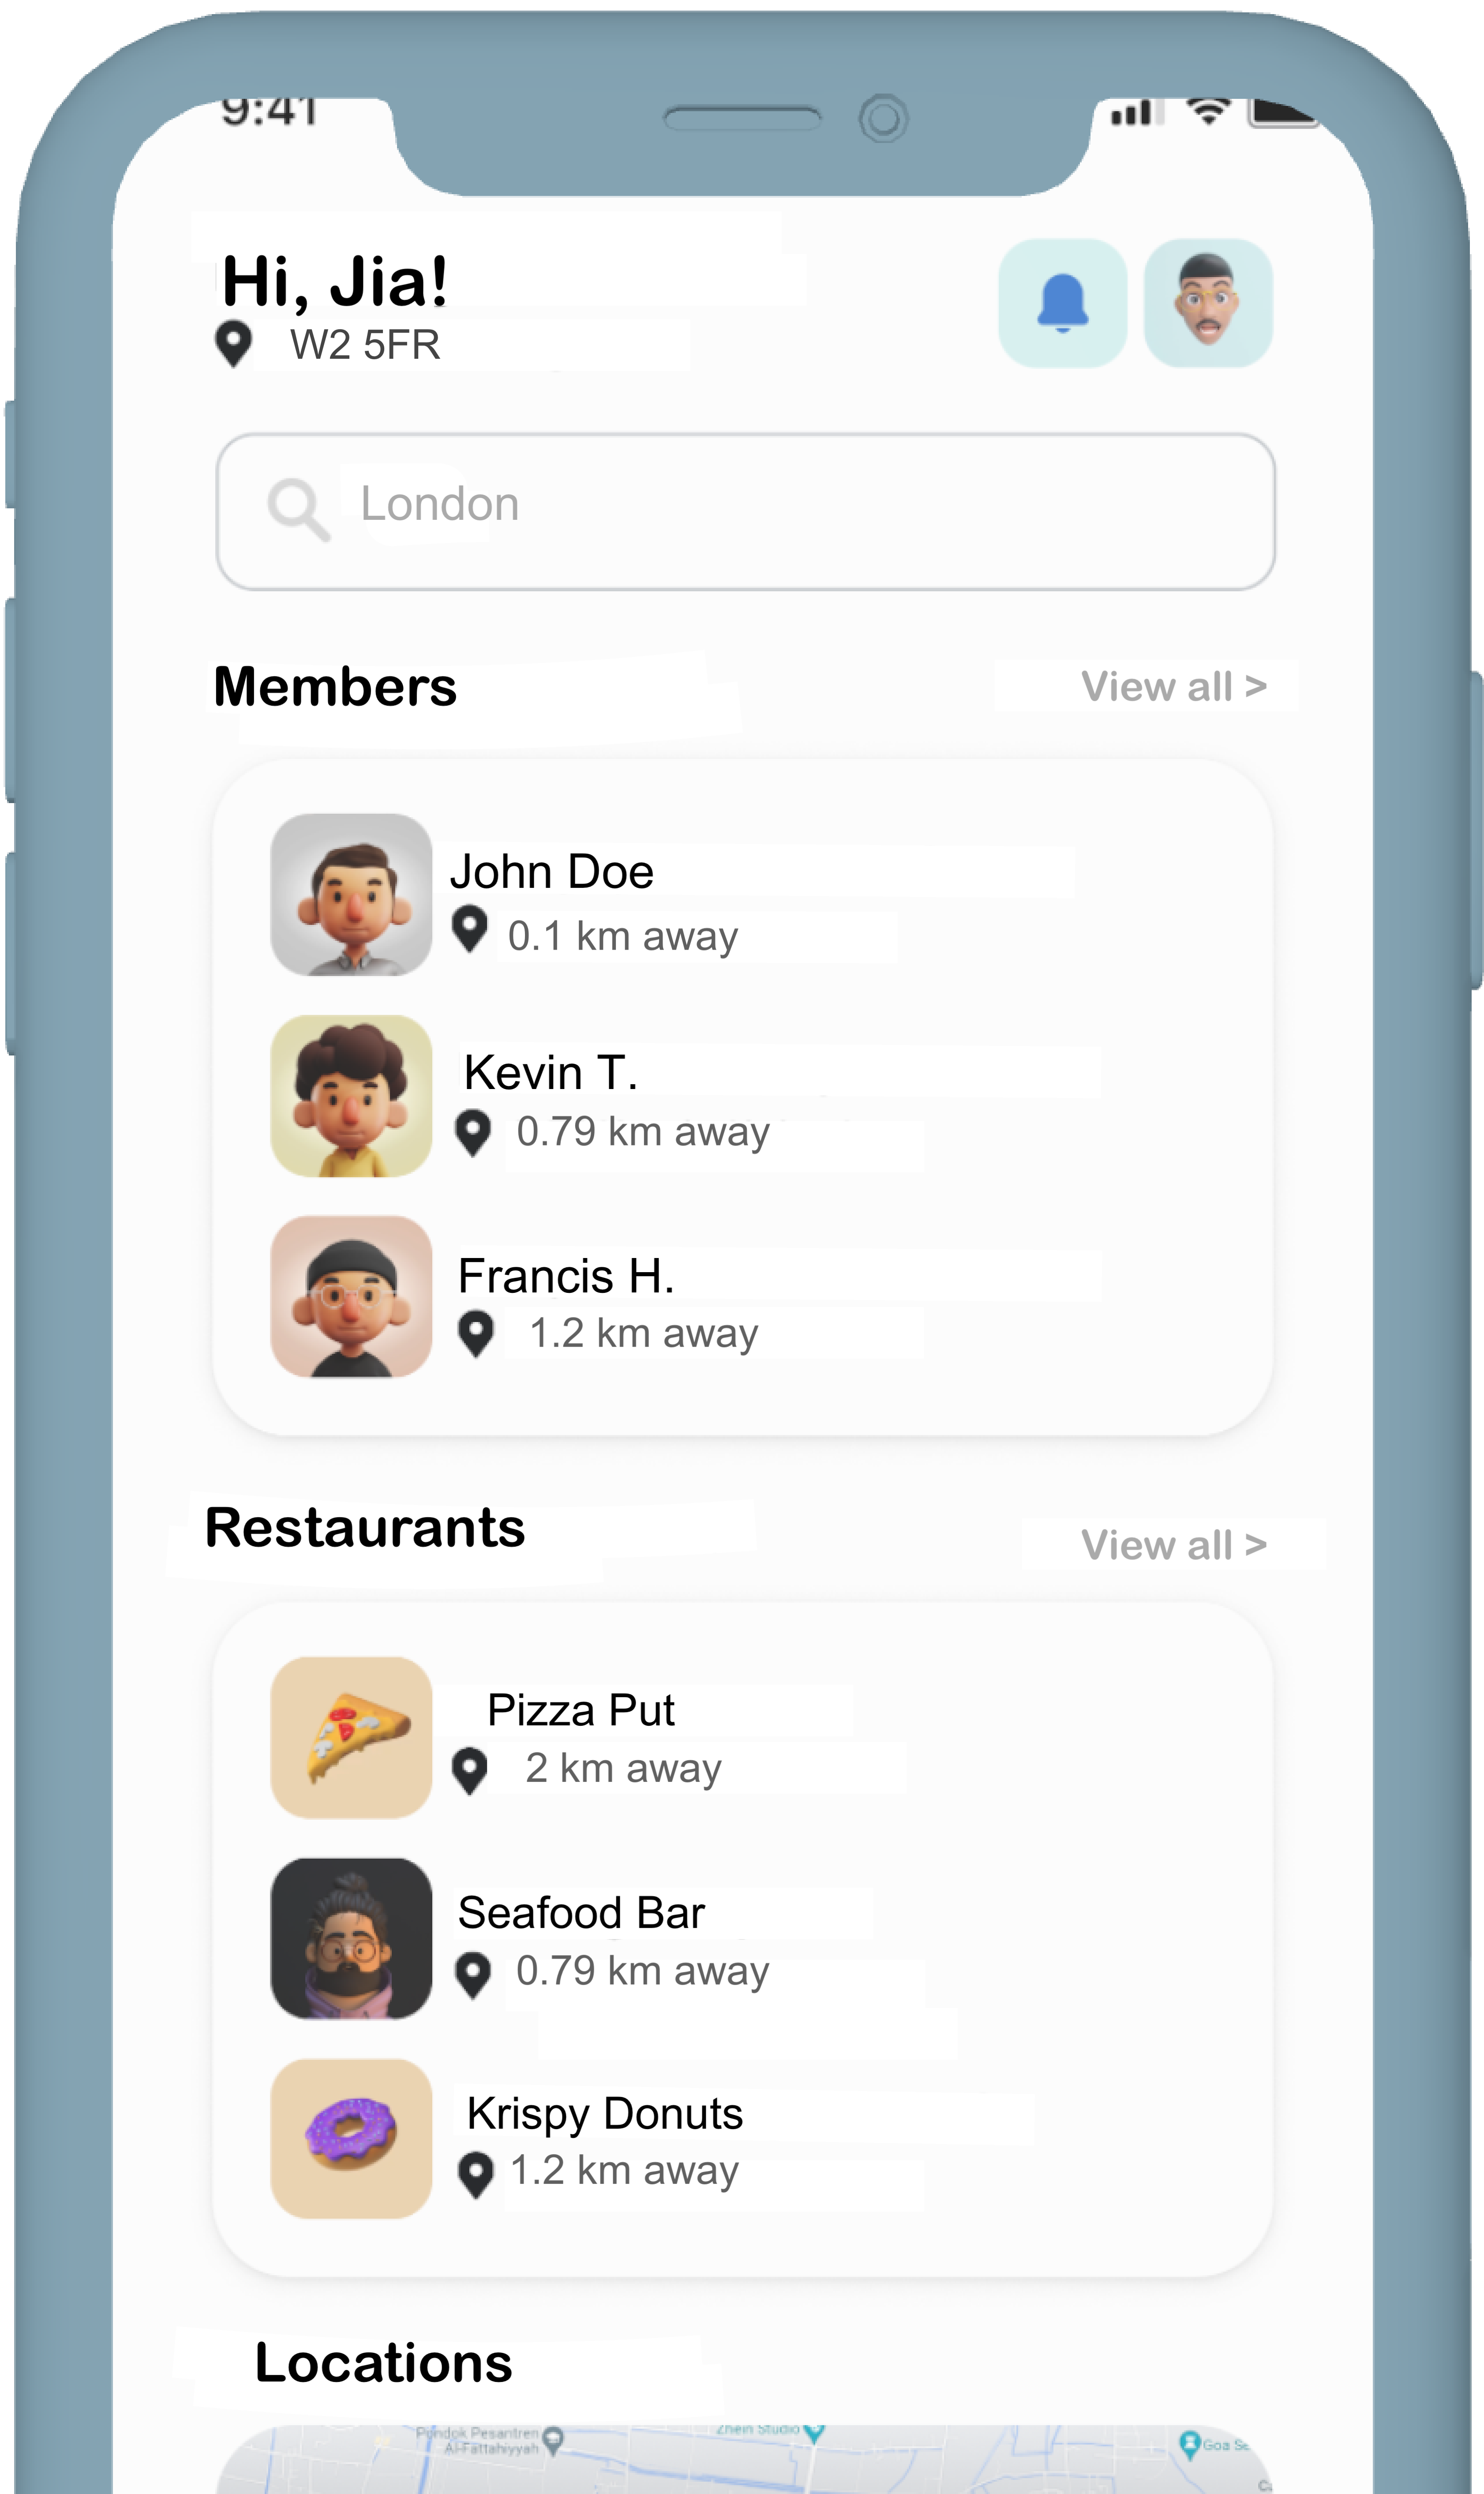 9:41
Hi, Jia!
W2 5FR
London
Members
View all >
John Doe
0.1 km away
Kevin T.
0.79 km away
Francis H.
1.2 km away
Restaurants
View all >
Pizza Put
2 km away
Seafood Bar
0.79 km away
Krispy Donuts
1.2 km away
Locations
Zhein Studio
Pondok Pesantren
Al-Fattahiyyah
Goa